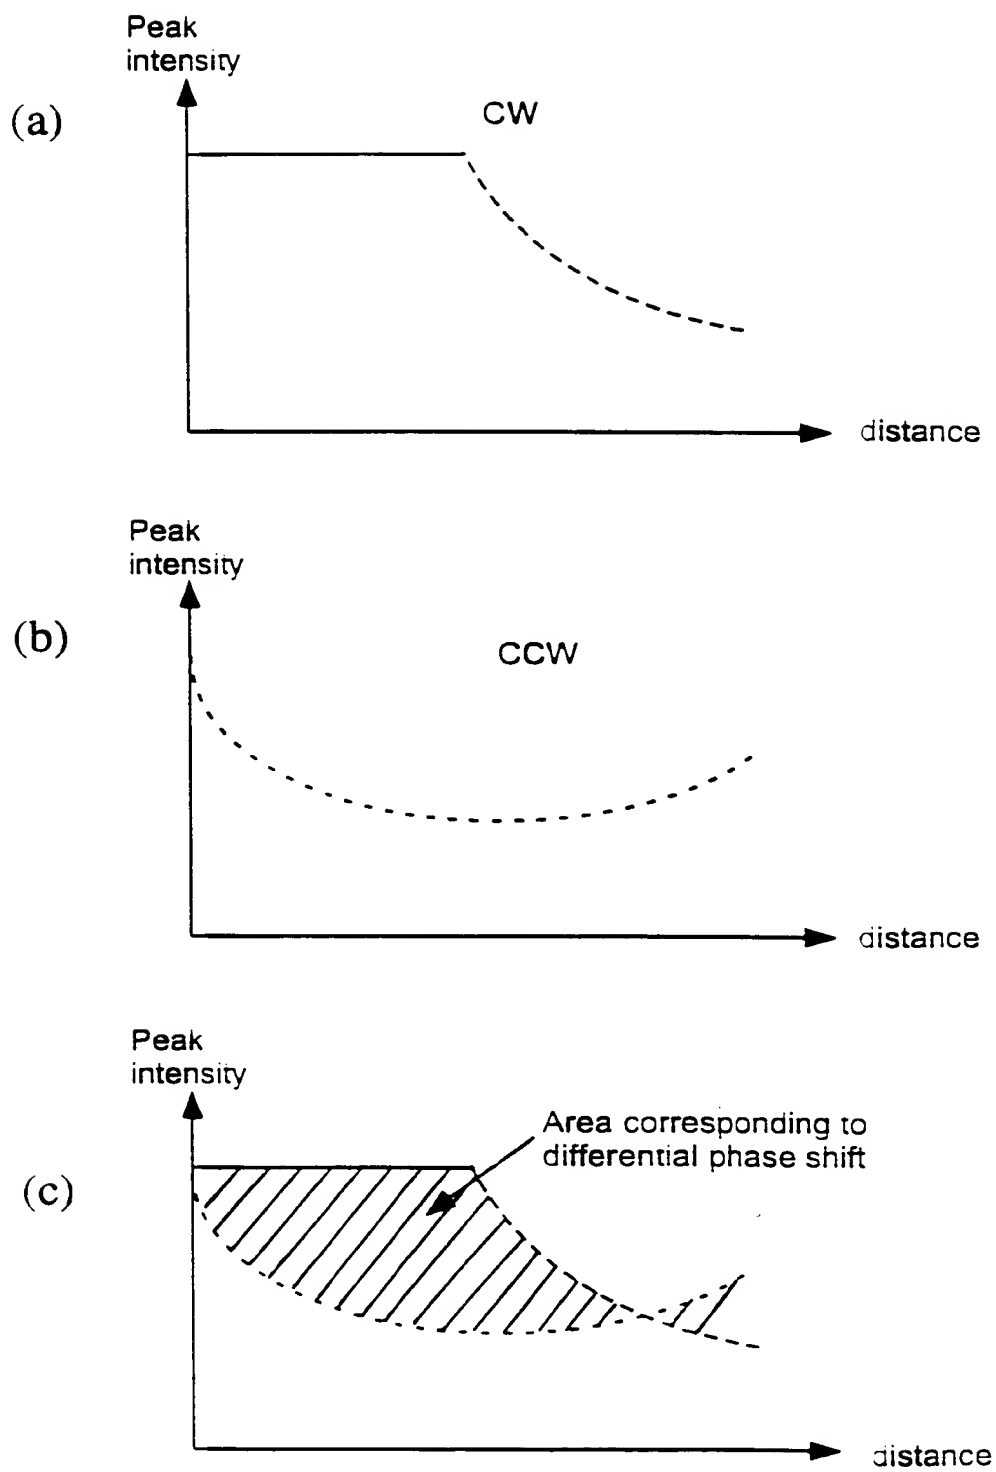 Peak
intensity
(a)
CW
distance
Peak
intensity
(b)
CCW
distance
Peak
intensity
Area corresponding to
differential phase shift
(c)
distance